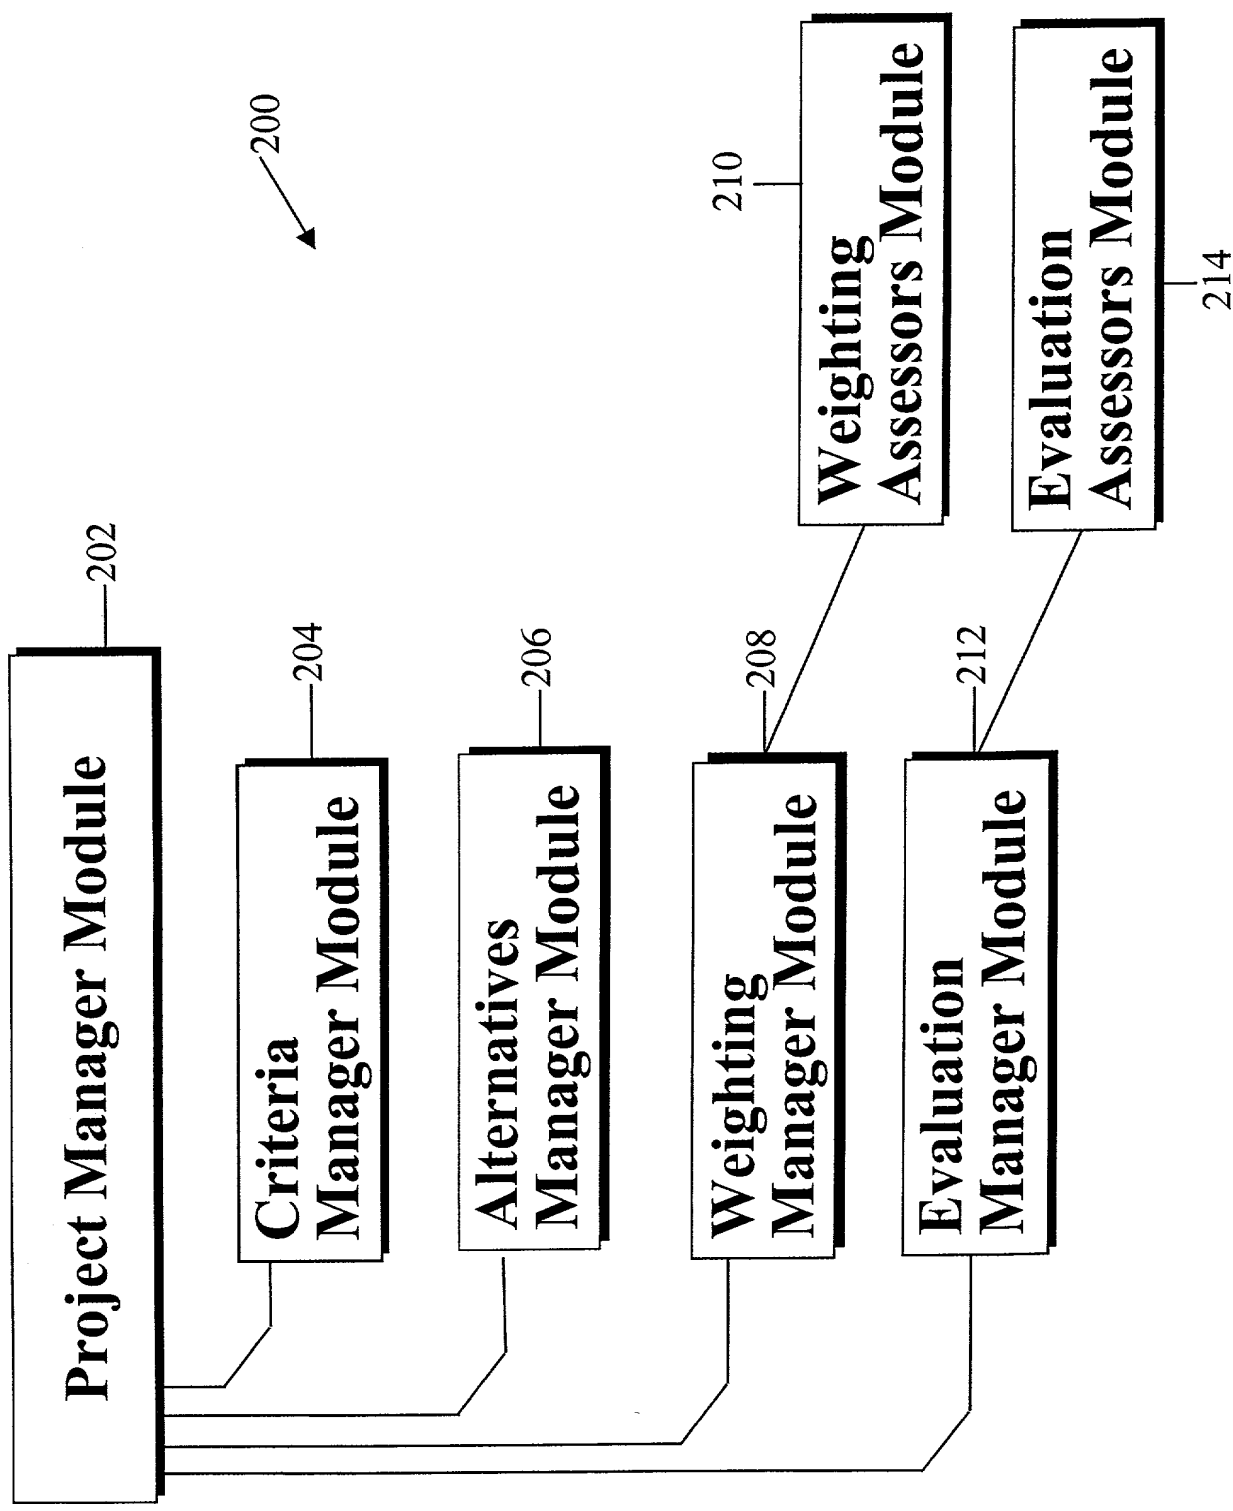 Project Manager Module
202
200
Criteria
Manager Module
204
Alternatives
Manager Module
206
Weighting
Manager Module
208
Weighting
Assessors Module
210
Evaluation
Manager Module
212
Evaluation
Assessors Module
214